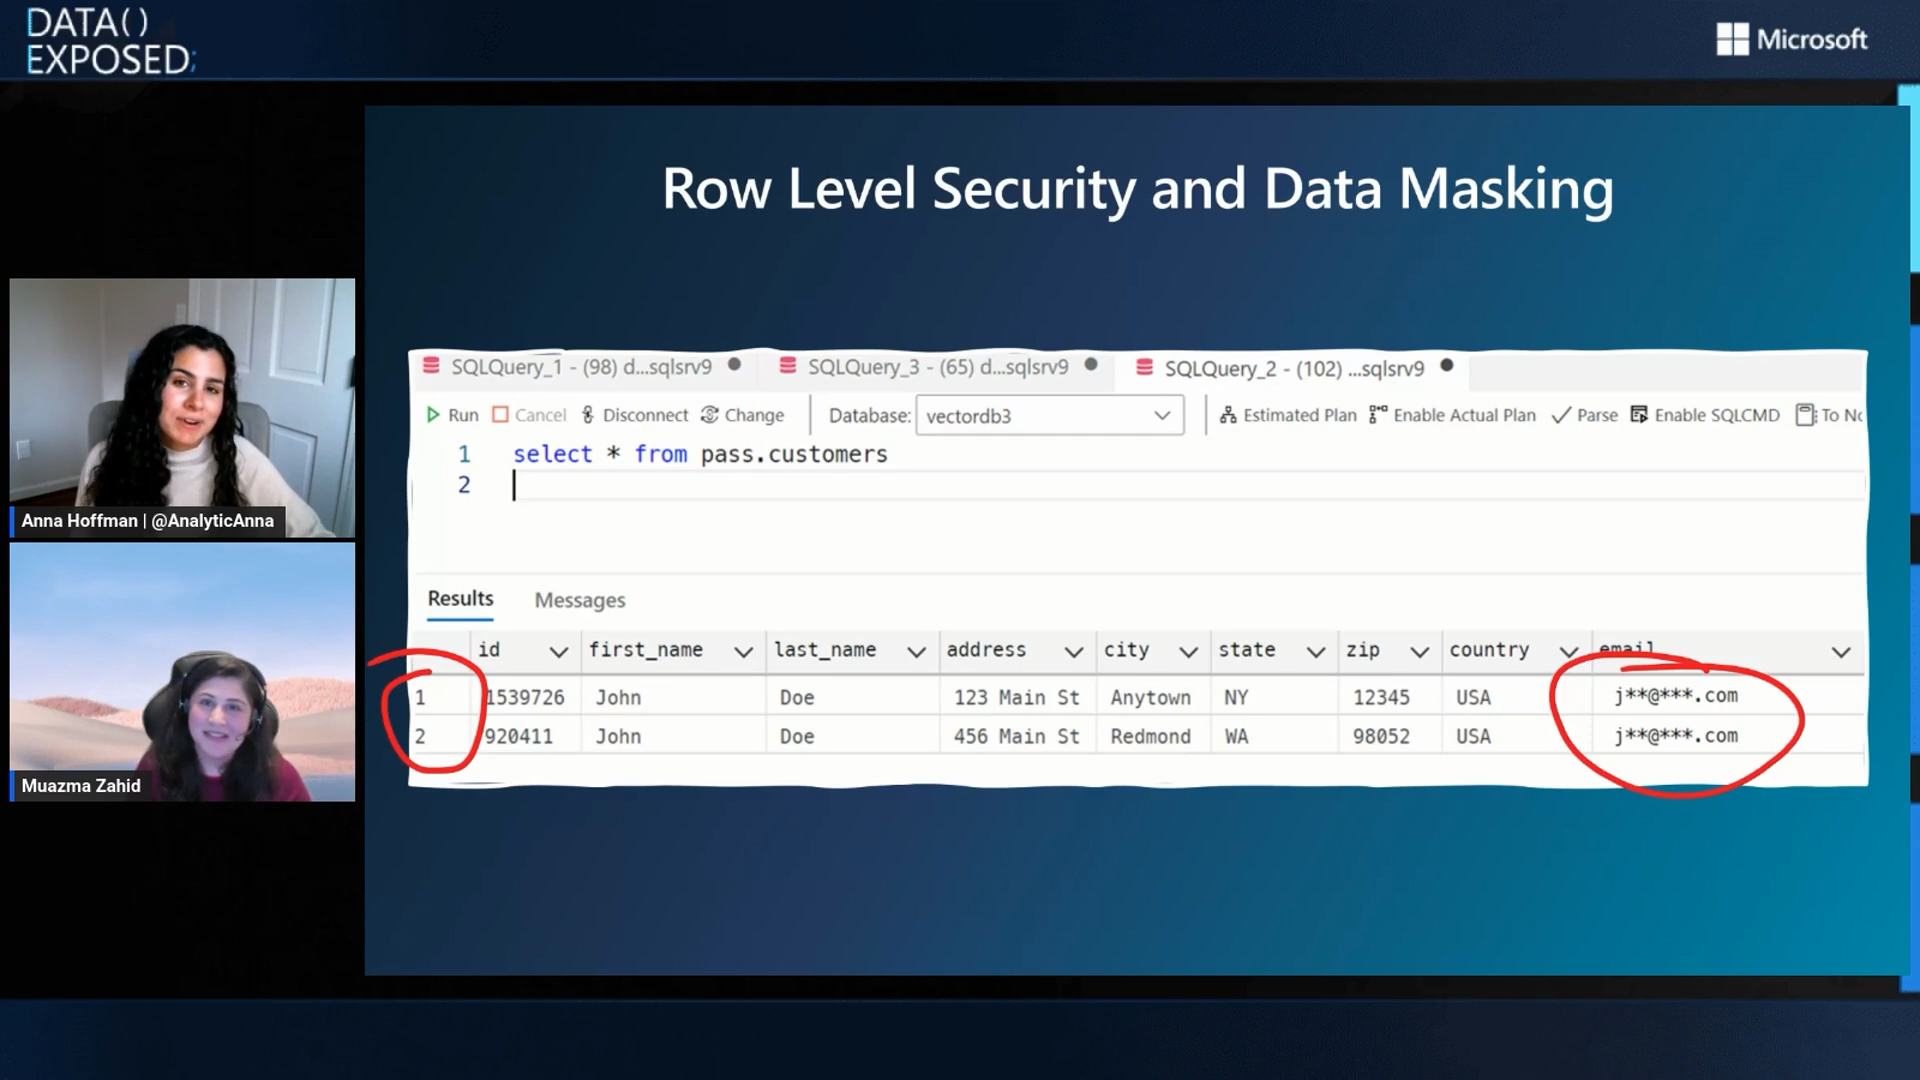 DATA()
EXPOSED;
Microsoft
Row Level Security and Data Masking
SQLQuery_1 - (98) d...sqlsrv9
SQLQuery_3 - (65) d...sqlsrv9
SQLQuery_2 - (102) ...sqlsrv9
Run Cancel Disconnect Change Database: vectordb3 Estimated Plan Enable Actual Plan Parse Enable SQLCMD To No
1 select * from pass.customers
2
Results Messages
id first_name last_name address city state zip country email
1 1539726 John Doe 123 Main St Anytown NY 12345 USA j**@***.com
2 920411 John Doe 456 Main St Redmond WA 98052 USA j**@***.com
Anna Hoffman | @AnalyticAnna
Muazma Zahid